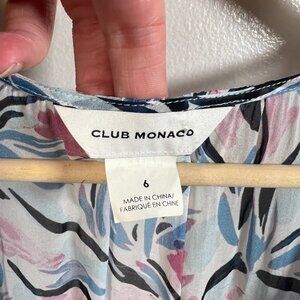 CLUB MONACO
6
MADE IN CHINA/
FABRIQUÉ EN CHINE